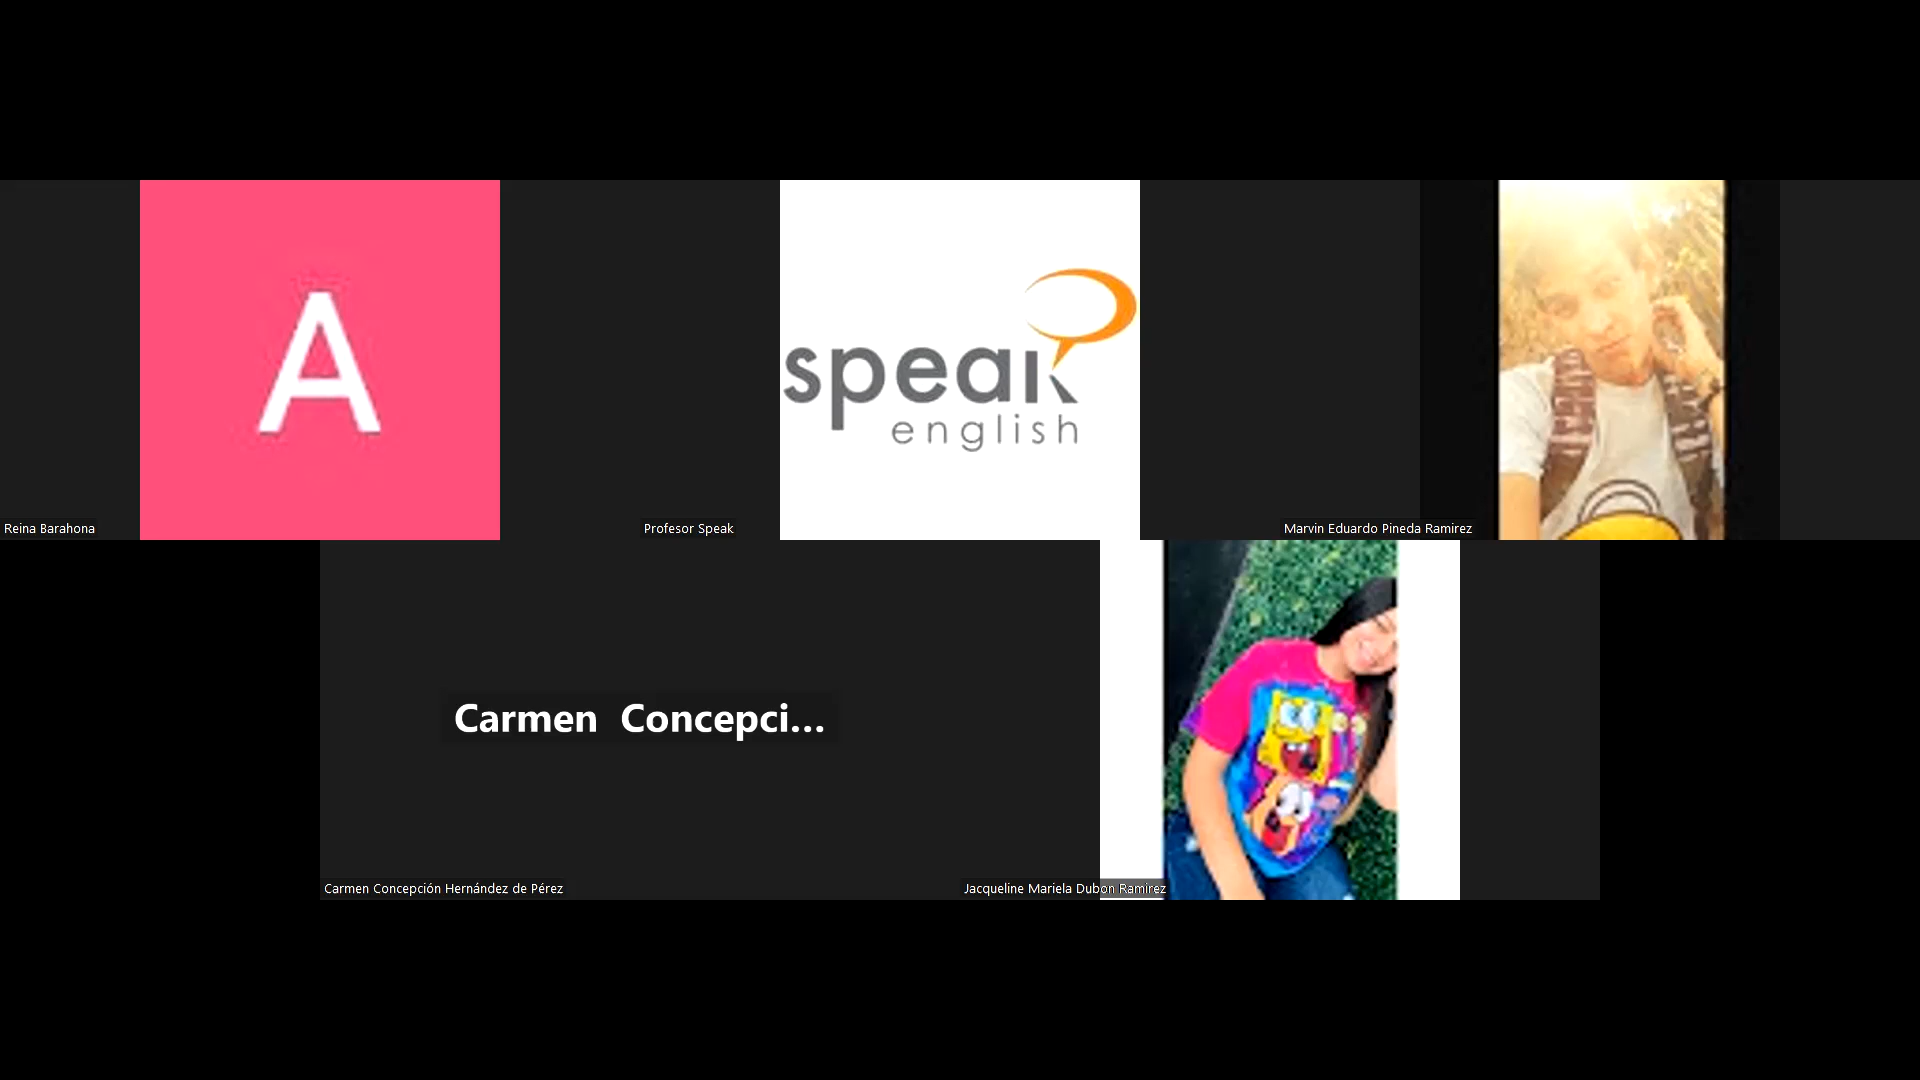 A
speak
english
Reina Barahona
Profesor Speak
Marvin Eduardo Pineda Ramirez
Carmen Concepci...
Carmen Concepción Hernández de Pérez
Jacqueline Mariela Dubon Ramirez